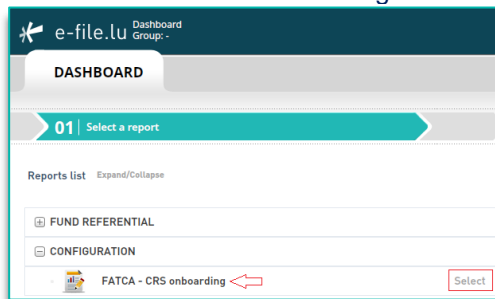 e-file.lu Dashboard
Group: -
DASHBOARD
01 Select a report
Reports list Expand/Collapse
FUND REFERENTIAL
CONFIGURATION
FATCA - CRS onboarding Select